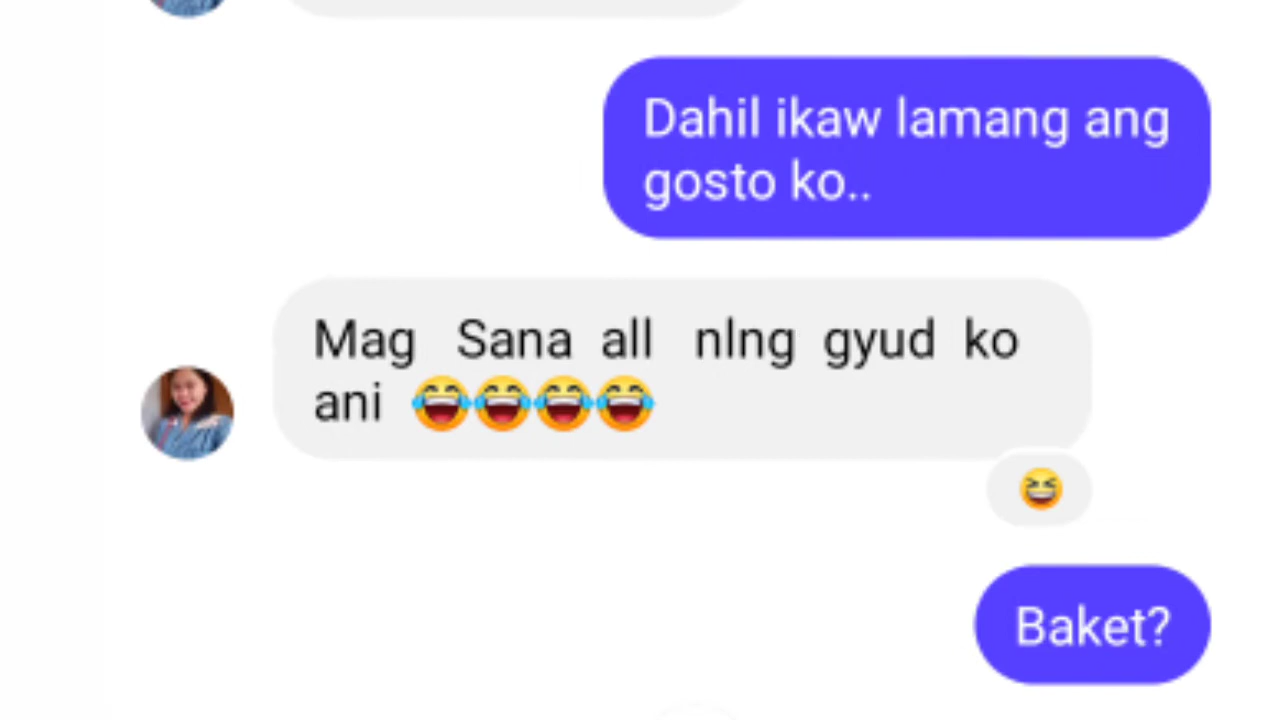 Dahil ikaw lamang ang
gosto ko..
Mag Sana all nlng gyud ko
ani 😂😂😂😂
😆
Baket?